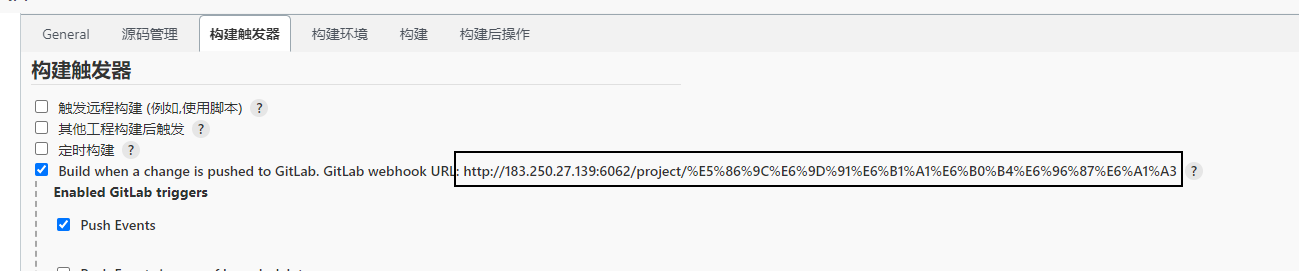 General 源码管理 构建触发器 构建环境 构建 构建后操作
构建触发器
触发远程构建 (例如,使用脚本) ?
其他工程构建后触发 ?
定时构建 ?
Build when a change is pushed to GitLab. GitLab webhook URL: http://183.250.27.139:6062/project/%E5%86%9C%E6%9D%91%E6%B1%A1%E6%B0%B4%E6%96%87%E6%A1%A3 ?
Enabled GitLab triggers
Push Events